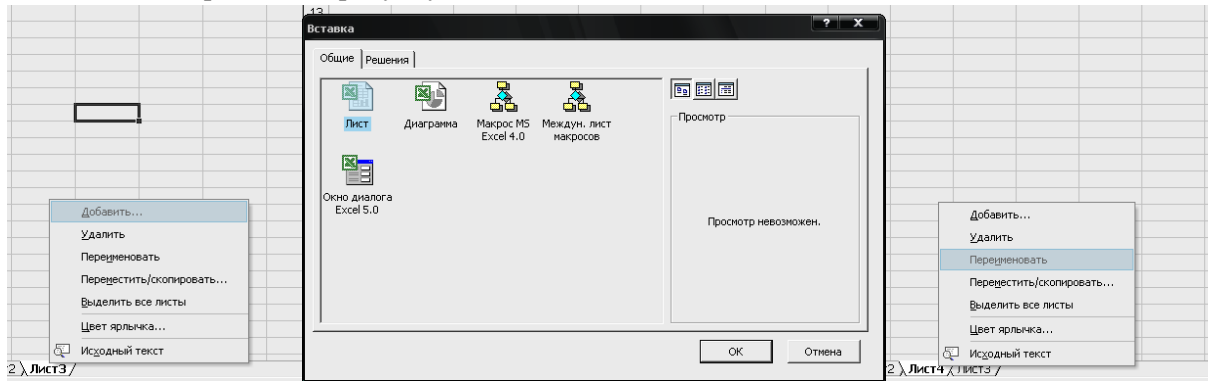 Добавить...
Удалить
Переименовать
Переместить/скопировать...
Выделить все листы
Цвет ярлычка...
Исходный текст
2 \ Лист3 /
13
Вставка
? X
Общие
Решения
Лист
Диаграмма
Макрос MS
Excel 4.0
Междун. лист
макросов
Окно диалога
Excel 5.0
Просмотр
Просмотр невозможен.
OK
Отмена
Добавить...
Удалить
Переименовать
Переместить/скопировать...
Выделить все листы
Цвет ярлычка...
Исходный текст
2 \ Лист4 / Лист3 /